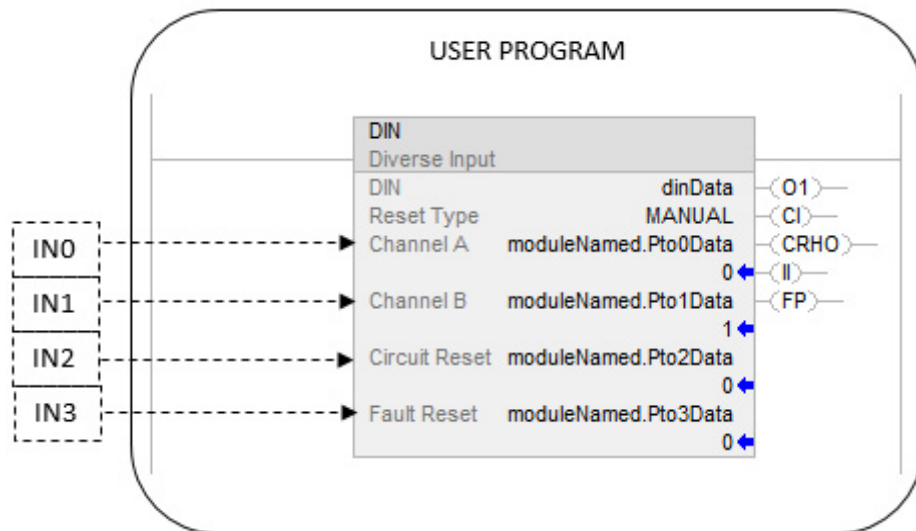 USER PROGRAM
DIN
Diverse Input
DIN dinData O1
Reset Type MANUAL CI
IN0 Channel A moduleNamed.Pto0Data CRHO
0 II
IN1 Channel B moduleNamed.Pto1Data FP
1
IN2 Circuit Reset moduleNamed.Pto2Data
0
IN3 Fault Reset moduleNamed.Pto3Data
0